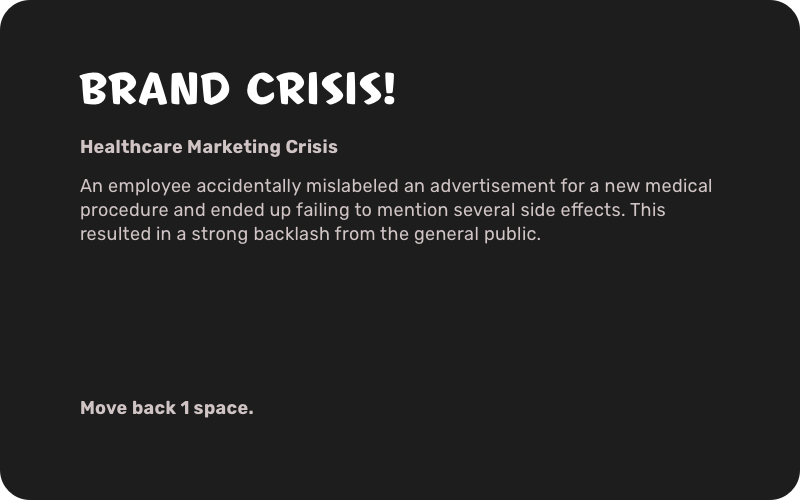 BRAND CRISIS!
Healthcare Marketing Crisis
An employee accidentally mislabeled an advertisement for a new medical
procedure and ended up failing to mention several side effects. This
resulted in a strong backlash from the general public.
Move back 1 space.